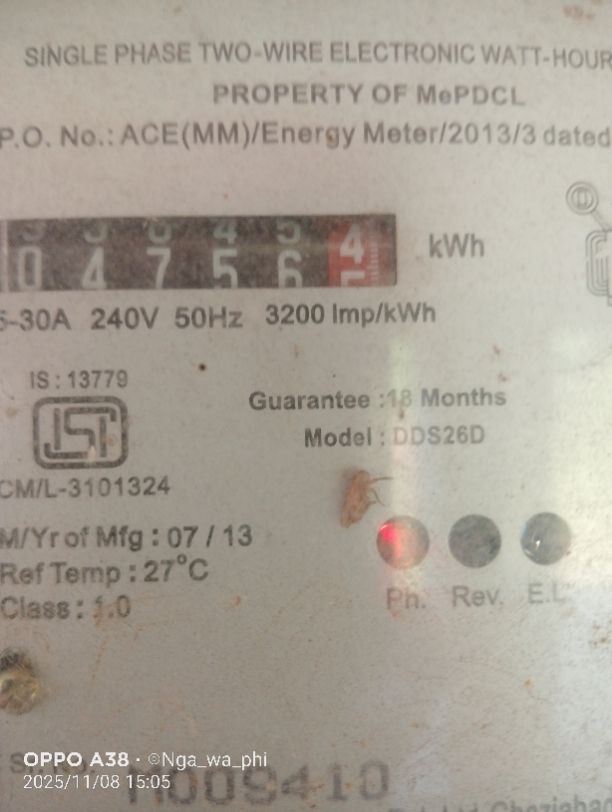 SINGLE PHASE TWO-WIRE ELECTRONIC WATT-HOUR
PROPERTY OF MePDCL
P.O. No.: ACE(MM)/Energy Meter/2013/3 dated
0 4 7 5 6 4 kWh
5-30A 240V 50Hz 3200 Imp/kWh
IS : 13779
Guarantee : 18 Months
Model : DDS26D
CM/L-3101324
M/Yr of Mfg : 07 / 13
Ref Temp : 27°C
Class : 1.0
Ph. Rev. E.L
OPPO A38 · ©Nga_wa_phi
2025/11/08 15:05
M009410